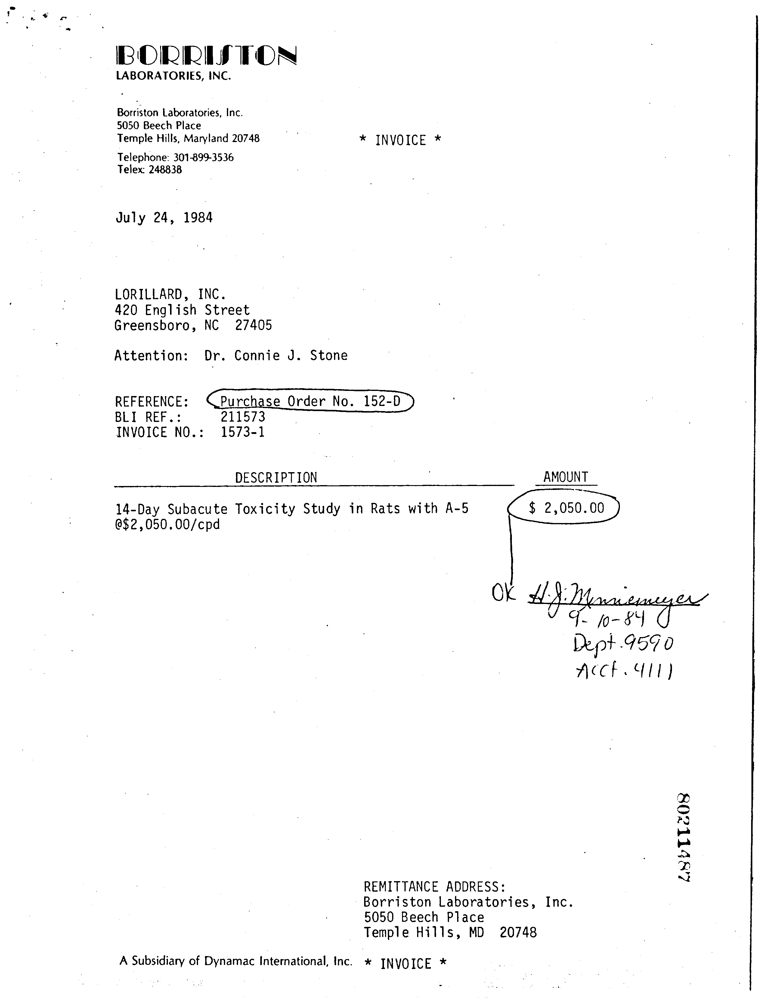 BORRISTON
LABORATORIES, INC.
Borriston Laboratories, Inc.
5050 Beech Place
Temple Hills, Maryland 20748
* INVOICE *
Telephone: 301-899-3536
Telex: 248838
July 24, 1984
LORILLARD, INC.
420 English Street
Greensboro, NC 27405
Attention: Dr. Connie J. Stone
REFERENCE: Purchase Order No. 152-D
BLI REF.: 211573
INVOICE NO.: 1573-1
DESCRIPTION AMOUNT
14-Day Subacute Toxicity Study in Rats with A-5 $ 2,050.00
@$2,050.00/cpd
OK H.J. Minnemeyer
9-10-84
Dept. 9590
Acct. 4111
80211487
REMITTANCE ADDRESS:
Borriston Laboratories, Inc.
5050 Beech Place
Temple Hills, MD 20748
A Subsidiary of Dynamac International, Inc. * INVOICE *